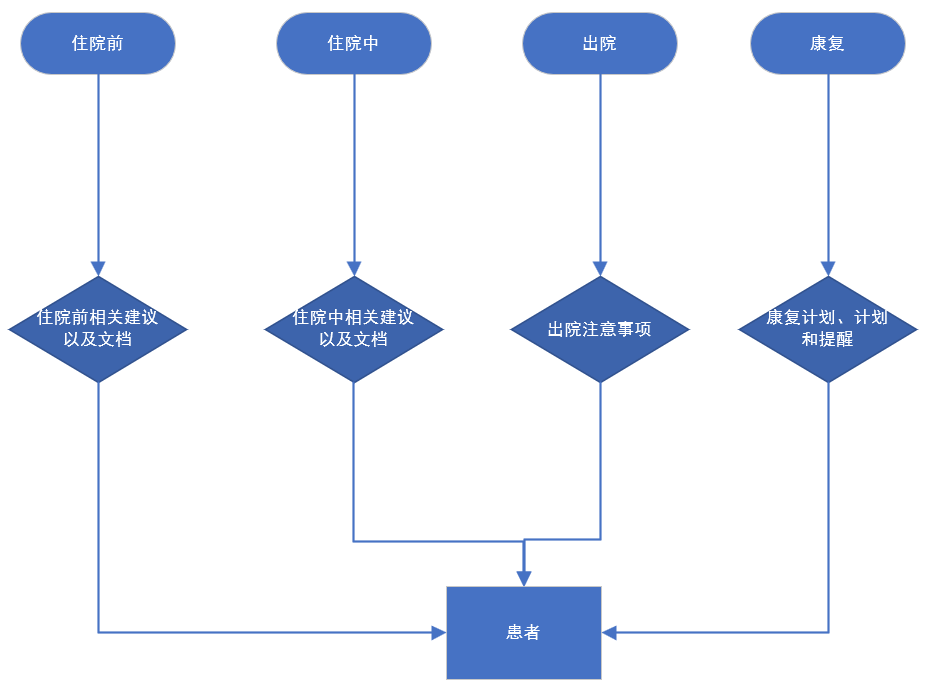 住院前
住院中
出院
康复
住院前相关建议
以及文档
住院中相关建议
以及文档
出院注意事项
康复计划、计划
和提醒
患者